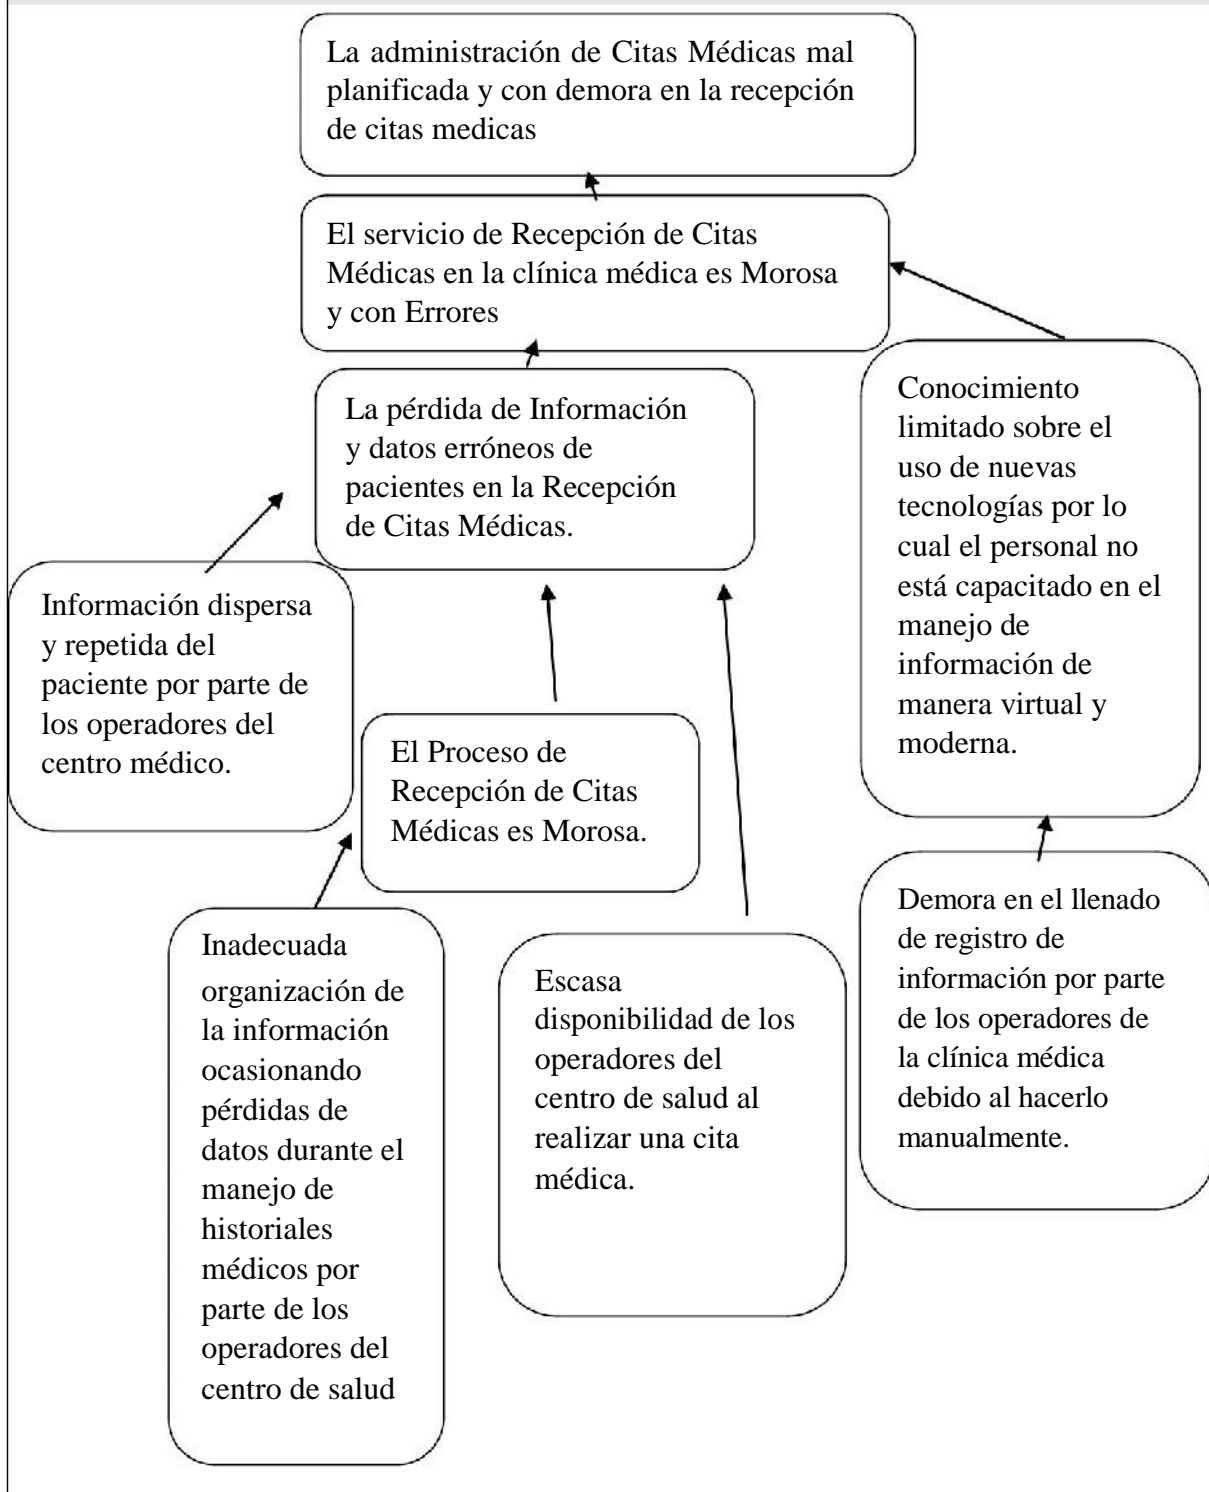 La administración de Citas Médicas mal
planificada y con demora en la recepción
de citas medicas
El servicio de Recepción de Citas
Médicas en la clínica médica es Morosa
y con Errores
La pérdida de Información
y datos erróneos de
pacientes en la Recepción
de Citas Médicas.
Conocimiento
limitado sobre el
uso de nuevas
tecnologías por lo
cual el personal no
está capacitado en el
manejo de
información de
manera virtual y
moderna.
Información dispersa
y repetida del
paciente por parte de
los operadores del
centro médico.
El Proceso de
Recepción de Citas
Médicas es Morosa.
Inadecuada
organización de
la información
ocasionando
pérdidas de
datos durante el
manejo de
historiales
médicos por
parte de los
operadores del
centro de salud
Escasa
disponibilidad de los
operadores del
centro de salud al
realizar una cita
médica.
Demora en el llenado
de registro de
información por parte
de los operadores de
la clínica médica
debido al hacerlo
manualmente.